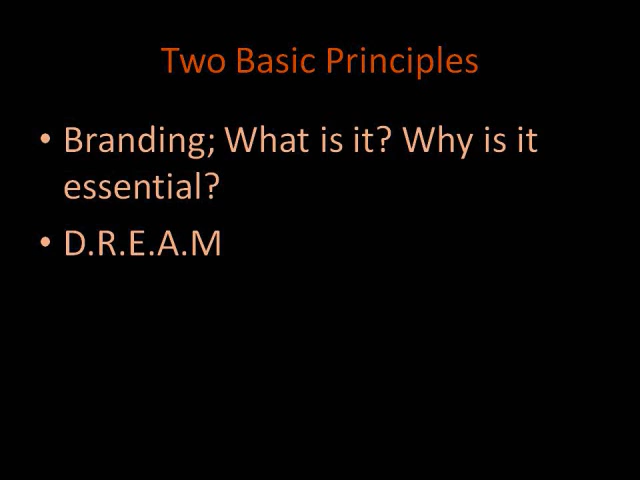 Two Basic Principles
• Branding; What is it? Why is it
essential?
• D.R.E.A.M